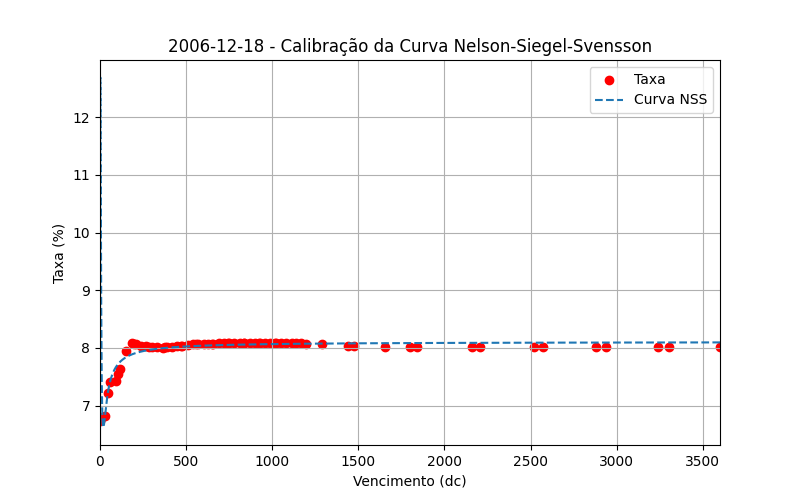 2006-12-18 - Calibração da Curva Nelson-Siegel-Svensson
Taxa
Curva NSS
Taxa (%)
12
11
10
9
8
7
0 500 1000 1500 2000 2500 3000 3500
Vencimento (dc)